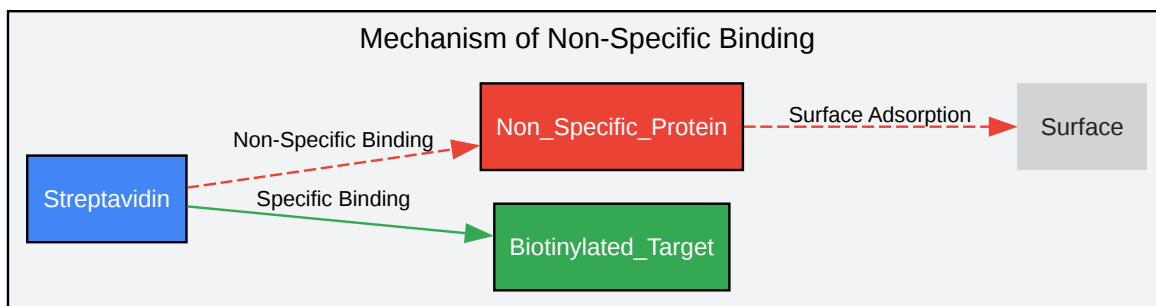 Mechanism of Non-Specific Binding
Streptavidin
Non-Specific Binding
Specific Binding
Non_Specific_Protein
Biotinylated_Target
Surface Adsorption
Surface